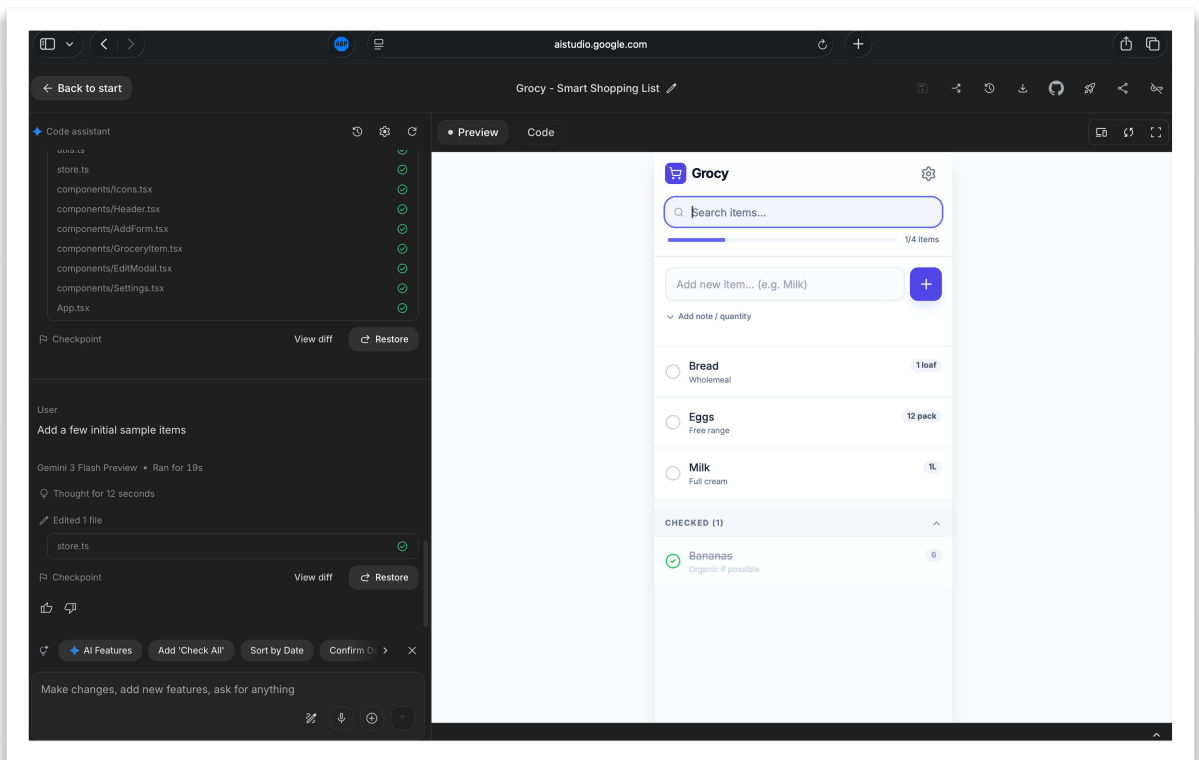 ABP
aistudio.google.com
Back to start
Grocy - Smart Shopping List
Code assistant
Preview
Code
utils.ts
store.ts
components/Icons.tsx
components/Header.tsx
components/AddForm.tsx
components/GroceryItem.tsx
components/EditModal.tsx
components/Settings.tsx
App.tsx
Checkpoint
View diff
Restore
User
Add a few initial sample items
Gemini 3 Flash Preview • Ran for 19s
Thought for 12 seconds
Edited 1 file
store.ts
Checkpoint
View diff
Restore
AI Features
Add 'Check All'
Sort by Date
Confirm
Make changes, add new features, ask for anything
Grocy
Search items...
1/4 items
Add new item... (e.g. Milk)
Add note / quantity
Bread
1 loaf
Wholemeal
Eggs
12 pack
Free range
Milk
1L
Full cream
CHECKED (1)
Bananas
6
Organic if possible